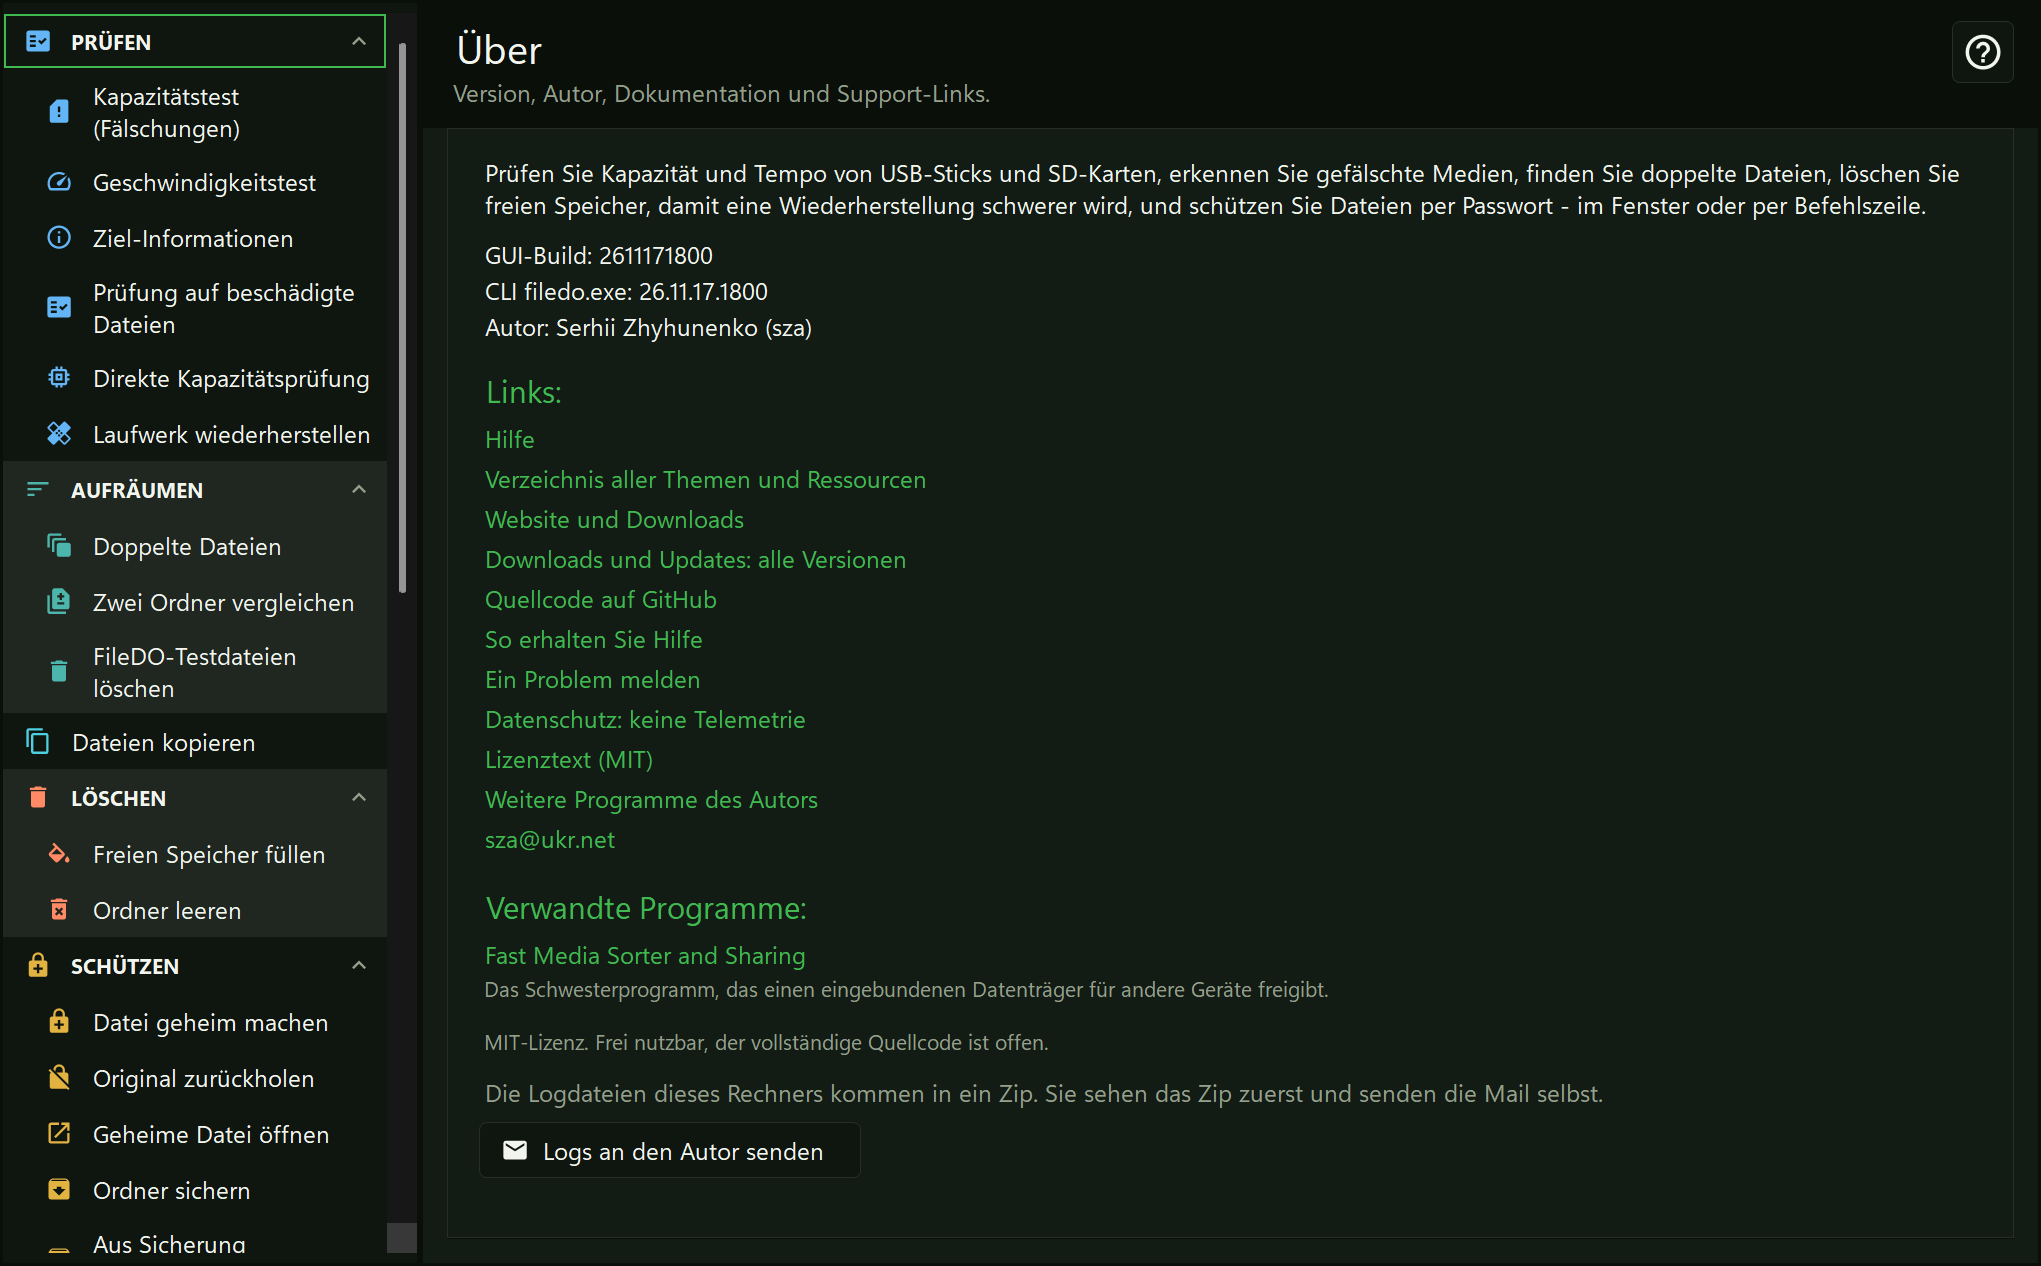 PRÜFEN
Kapazitätstest
(Fälschungen)
Geschwindigkeitstest
Ziel-Informationen
Prüfung auf beschädigte
Dateien
Direkte Kapazitätsprüfung
Laufwerk wiederherstellen
AUFRÄUMEN
Doppelte Dateien
Zwei Ordner vergleichen
FileDO-Testdateien
löschen
Dateien kopieren
LÖSCHEN
Freien Speicher füllen
Ordner leeren
SCHÜTZEN
Datei geheim machen
Original zurückholen
Geheime Datei öffnen
Ordner sichern
Aus Sicherung
Über
Version, Autor, Dokumentation und Support-Links.
Prüfen Sie Kapazität und Tempo von USB-Sticks und SD-Karten, erkennen Sie gefälschte Medien, finden Sie doppelte Dateien, löschen Sie
freien Speicher, damit eine Wiederherstellung schwerer wird, und schützen Sie Dateien per Passwort - im Fenster oder per Befehlszeile.
GUI-Build: 2611171800
CLI filedo.exe: 26.11.17.1800
Autor: Serhii Zhyhunenko (sza)
Links:
Hilfe
Verzeichnis aller Themen und Ressourcen
Website und Downloads
Downloads und Updates: alle Versionen
Quellcode auf GitHub
So erhalten Sie Hilfe
Ein Problem melden
Datenschutz: keine Telemetrie
Lizenztext (MIT)
Weitere Programme des Autors
sza@ukr.net
Verwandte Programme:
Fast Media Sorter and Sharing
Das Schwesterprogramm, das einen eingebundenen Datenträger für andere Geräte freigibt.
MIT-Lizenz. Frei nutzbar, der vollständige Quellcode ist offen.
Die Logdateien dieses Rechners kommen in ein Zip. Sie sehen das Zip zuerst und senden die Mail selbst.
Logs an den Autor senden